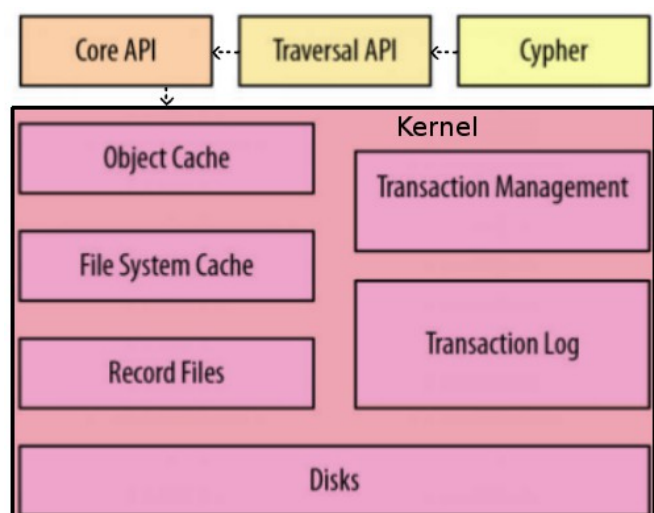 Core API
Traversal API
Cypher
Kernel
Object Cache
Transaction Management
File System Cache
Transaction Log
Record Files
Disks